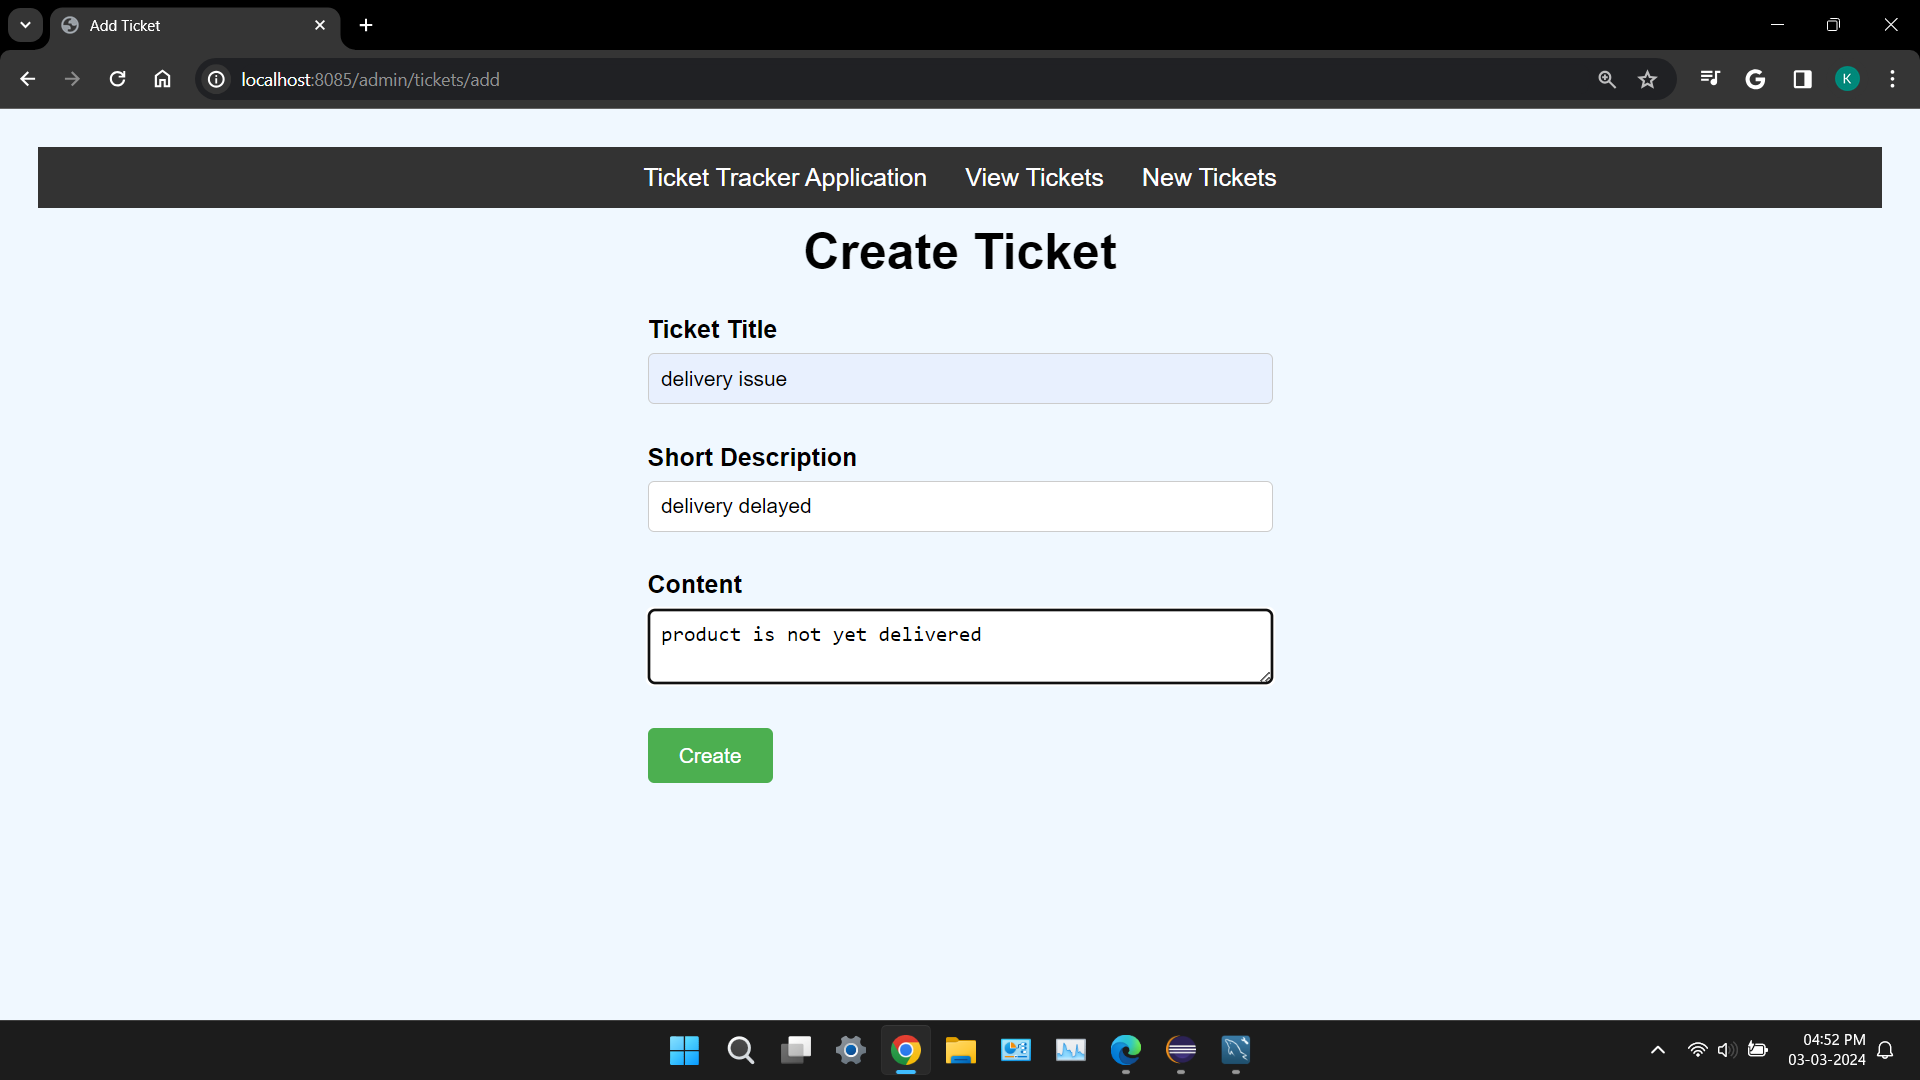 Add Ticket
localhost:8085/admin/tickets/add
K
Ticket Tracker Application View Tickets New Tickets
Create Ticket
Ticket Title
delivery issue
Short Description
delivery delayed
Content
product is not yet delivered
Create
04:52 PM
03-03-2024